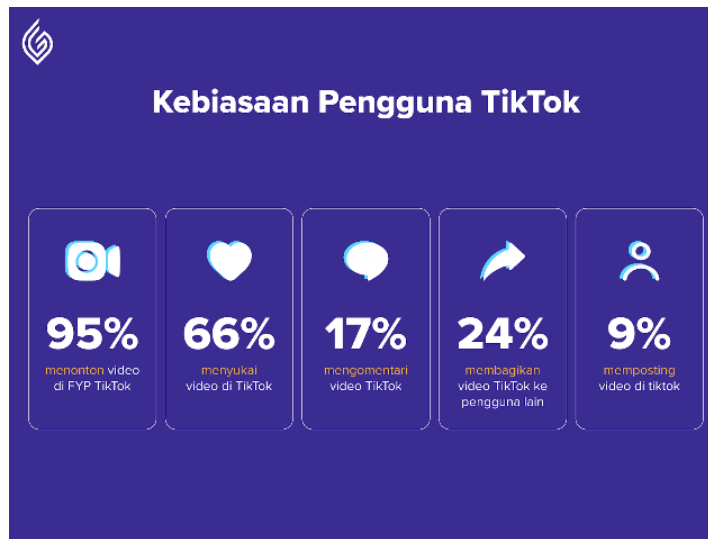 Kebiasaan Pengguna TikTok
95%
menonton video
di FYP TikTok
66%
menyukai
video di TikTok
17%
mengomentari
video TikTok
24%
membagikan
video TikTok ke
pengguna lain
9%
memposting
video di tiktok